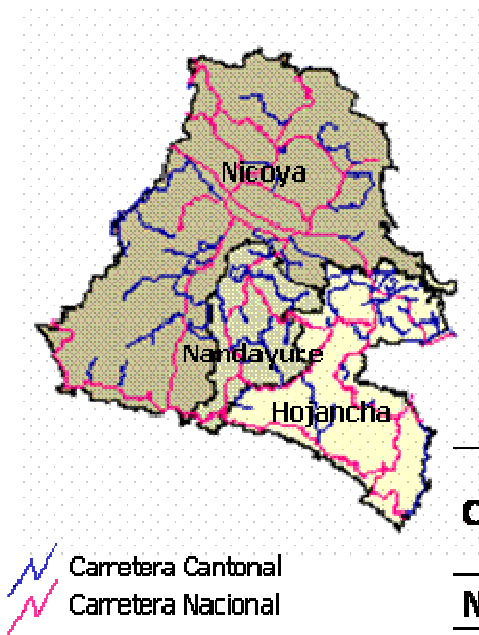 Nicoya
Nandayure
Hojancha
C
Carretera Cantonal
Carretera Nacional
N